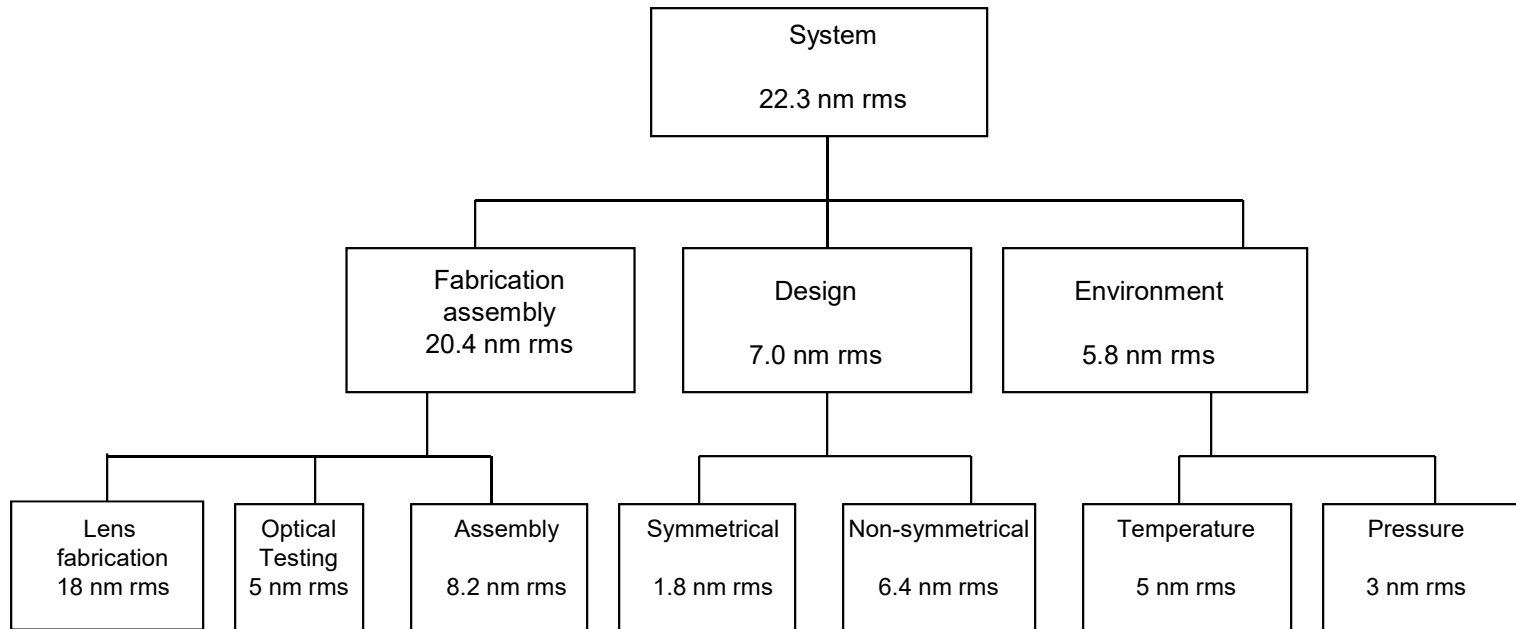 System
22.3 nm rms
Fabrication
assembly
20.4 nm rms
Design
7.0 nm rms
Environment
5.8 nm rms
Lens
fabrication
18 nm rms
Optical
Testing
5 nm rms
Assembly
8.2 nm rms
Symmetrical
1.8 nm rms
Non-symmetrical
6.4 nm rms
Temperature
5 nm rms
Pressure
3 nm rms